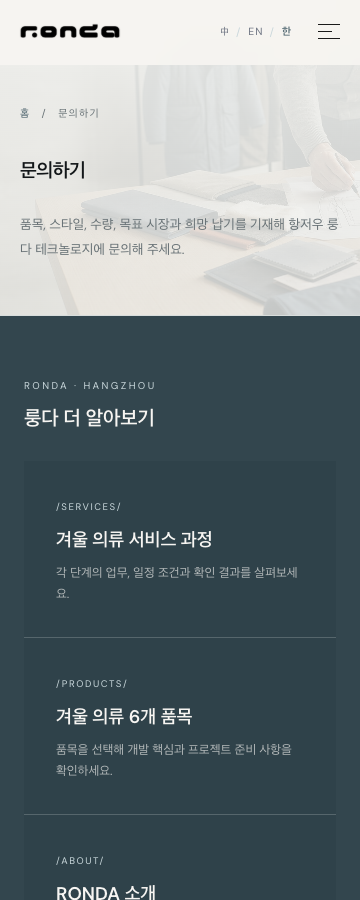 ronda
中 / EN / 한
홈 / 문의하기
문의하기
품목, 스타일, 수량, 목표 시장과 희망 납기를 기재해 항저우 룽
다 테크놀로지에 문의해 주세요.
RONDA · HANGZHOU
룽다 더 알아보기
/SERVICES/
겨울 의류 서비스 과정
각 단계의 업무, 일정 조건과 확인 결과를 살펴보세
요.
/PRODUCTS/
겨울 의류 6개 품목
품목을 선택해 개발 핵심과 프로젝트 준비 사항을
확인하세요.
/ABOUT/
RONDA 소개